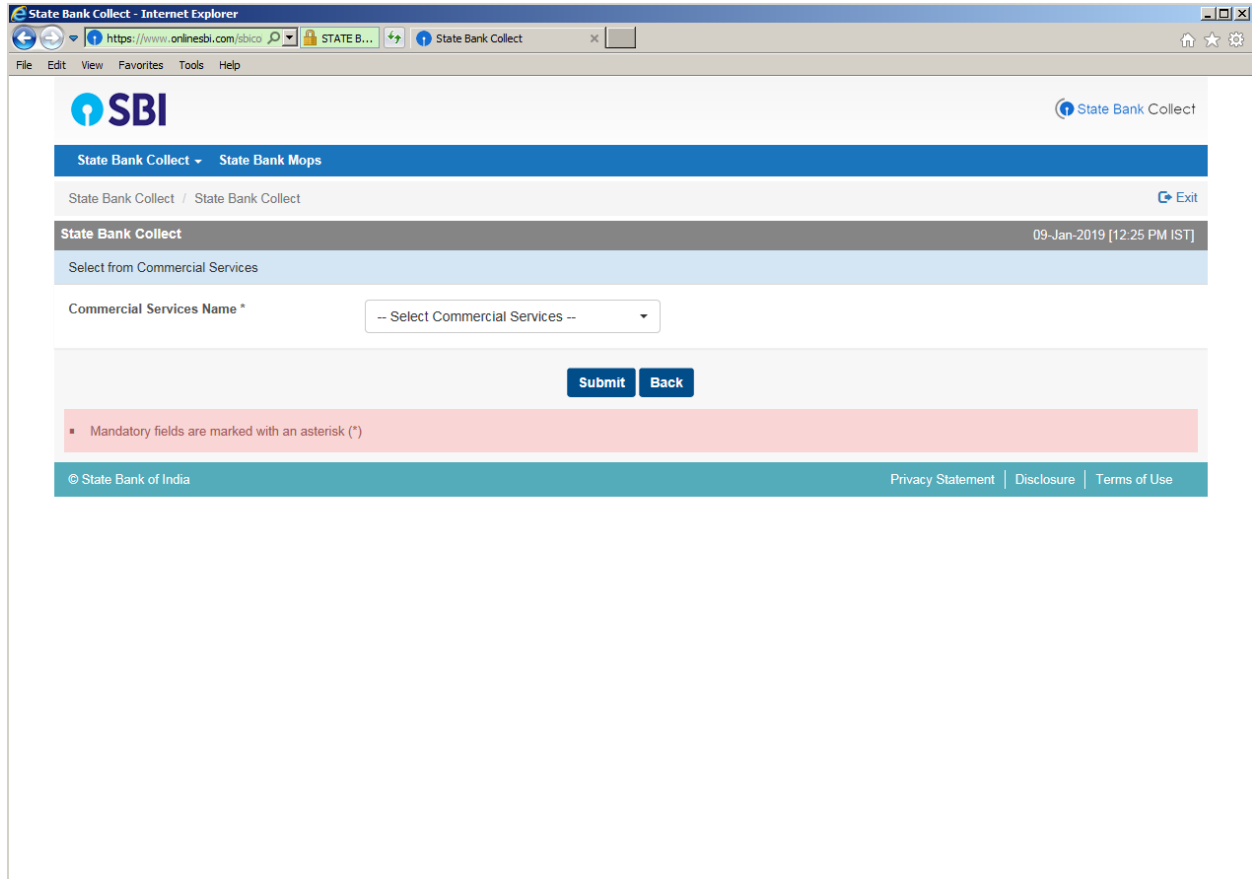 State Bank Collect - Internet Explorer
https://www.onlinesbi.com/sbico STATE B... State Bank Collect
File Edit View Favorites Tools Help
SBI State Bank Collect
State Bank Collect State Bank Mops
State Bank Collect / State Bank Collect Exit
State Bank Collect 09-Jan-2019 [12:25 PM IST]
Select from Commercial Services
Commercial Services Name * -- Select Commercial Services --
Submit Back
Mandatory fields are marked with an asterisk (*)
© State Bank of India Privacy Statement | Disclosure | Terms of Use